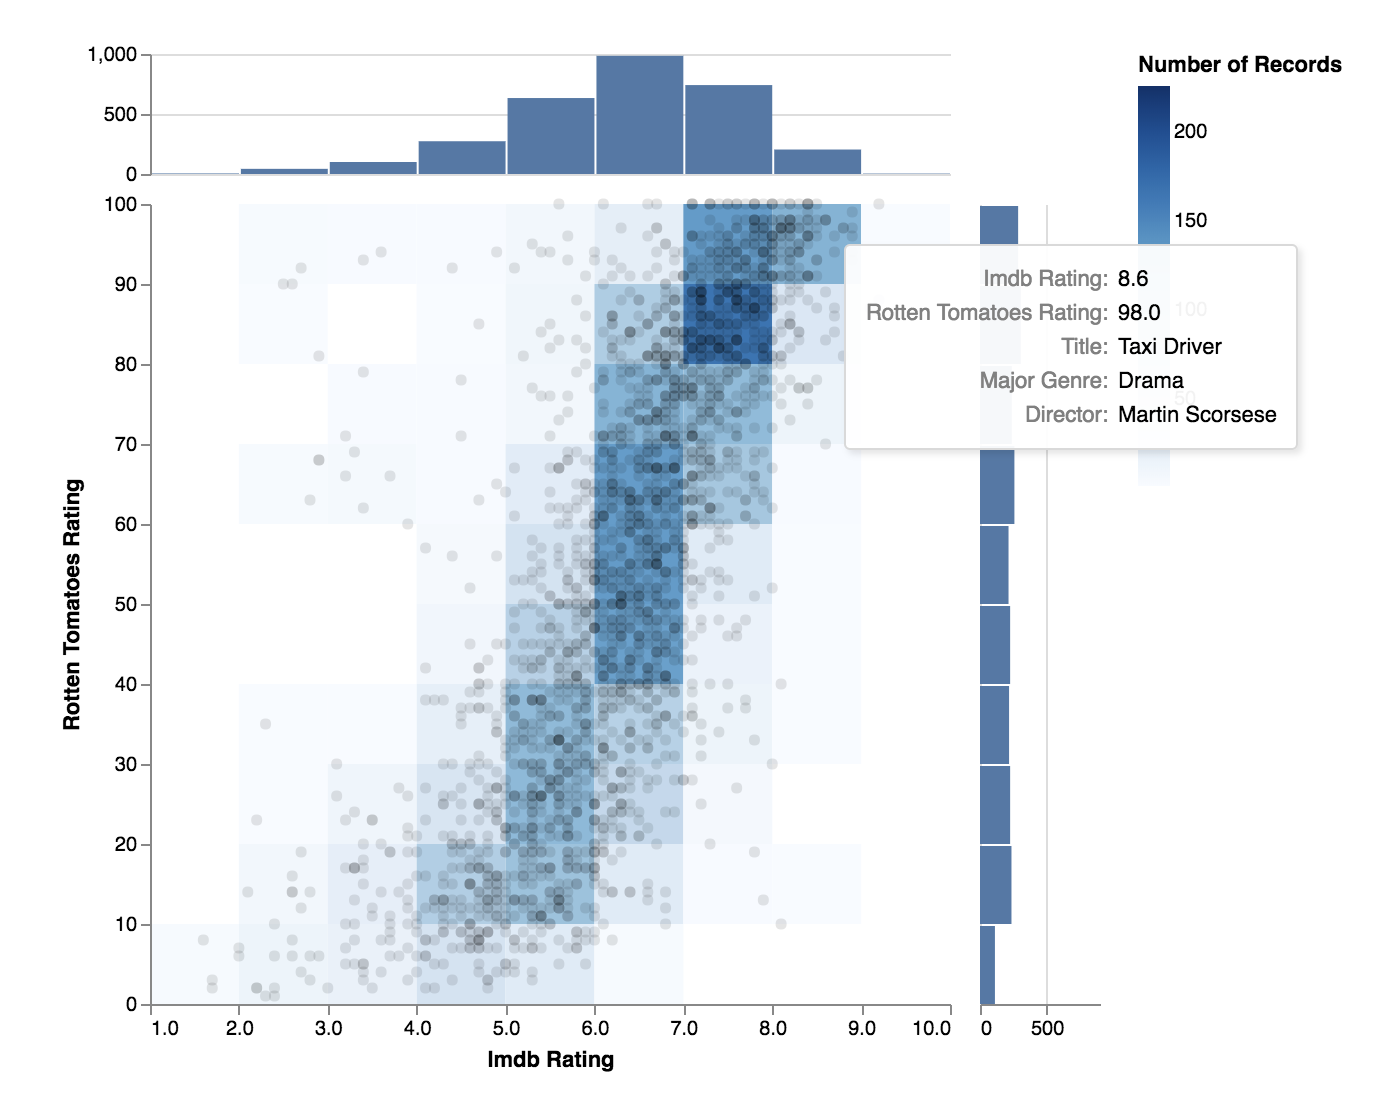 Number of Records
1,000
500
0
200
150
100
50
100
90
80
70
60
50
40
30
20
10
0
Rotten Tomatoes Rating
Imdb Rating: 8.6
Rotten Tomatoes Rating: 98.0
Title: Taxi Driver
Major Genre: Drama
Director: Martin Scorsese
1.0 2.0 3.0 4.0 5.0 6.0 7.0 8.0 9.0 10.0
0 500
Imdb Rating